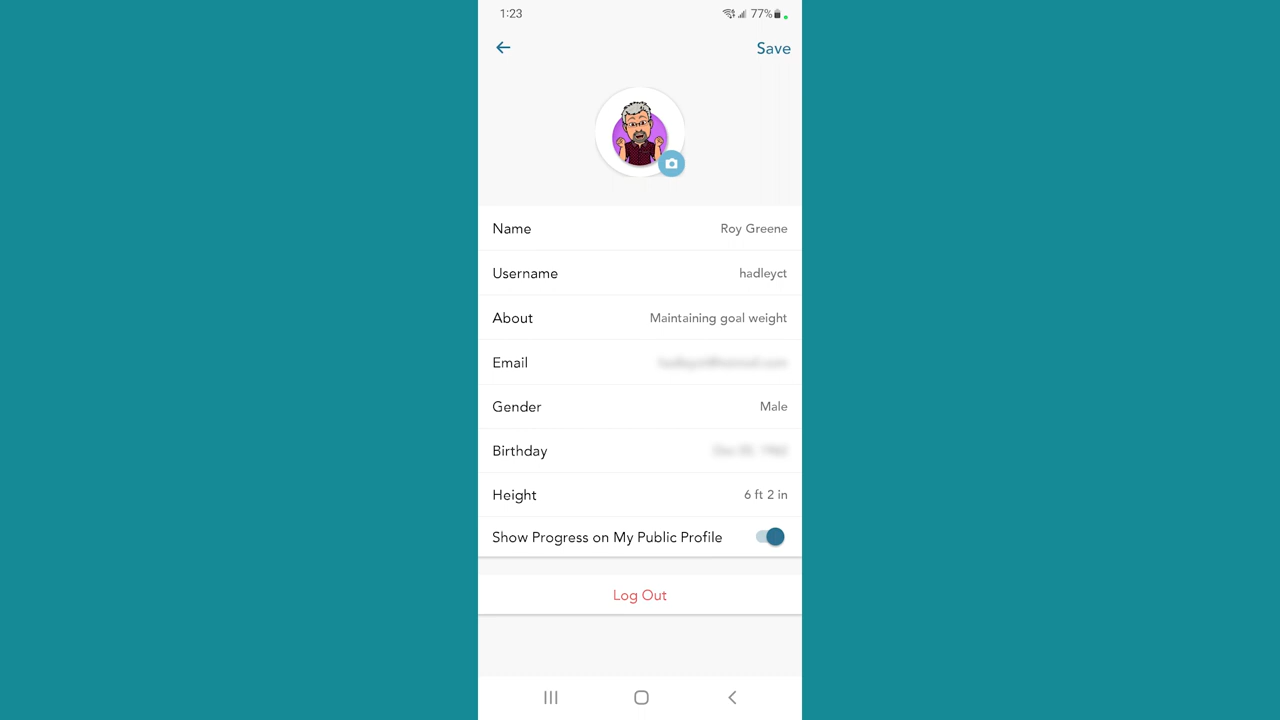 1:23
77%
Save
Name Roy Greene
Username hadleyct
About Maintaining goal weight
Email
Gender Male
Birthday
Height 6 ft 2 in
Show Progress on My Public Profile
Log Out